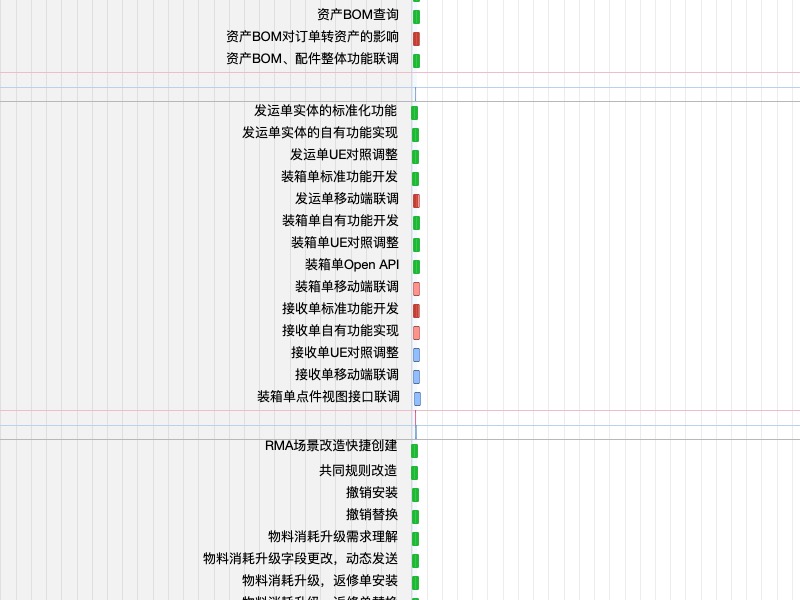 资产BOM查询
资产BOM对订单转资产的影响
资产BOM、配件整体功能联调
发运单实体的标准化功能
发运单实体的自有功能实现
发运单UE对照调整
装箱单标准功能开发
发运单移动端联调
装箱单自有功能开发
装箱单UE对照调整
装箱单Open API
装箱单移动端联调
接收单标准功能开发
接收单自有功能实现
接收单UE对照调整
接收单移动端联调
装箱单点件视图接口联调
RMA场景改造快捷创建
共同规则改造
撤销安装
撤销替换
物料消耗升级需求理解
物料消耗升级字段更改，动态发送
物料消耗升级，返修单安装
物料消耗升级，返修单替换